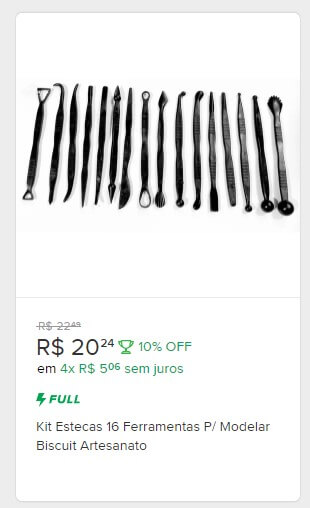 R$ 22⁴⁹
R$ 20²⁴ 10% OFF
em 4x R$ 5⁰⁶ sem juros
FULL
Kit Estecas 16 Ferramentas P/ Modelar
Biscuit Artesanato